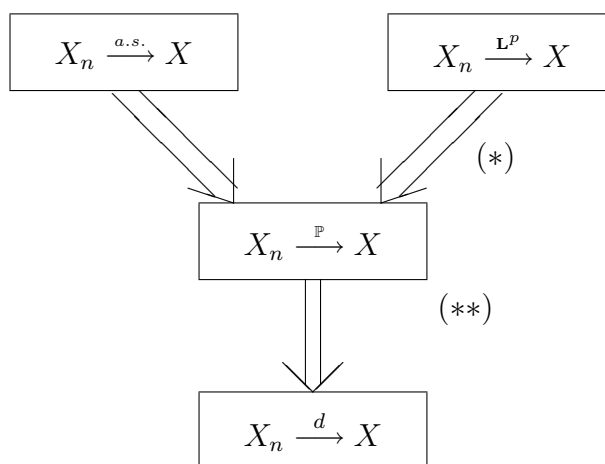 X_n \xrightarrow{a.s.} X
X_n \xrightarrow{\mathbf{L}^p} X
(*)
X_n \xrightarrow{\mathbb{P}} X
(**)
X_n \xrightarrow{d} X